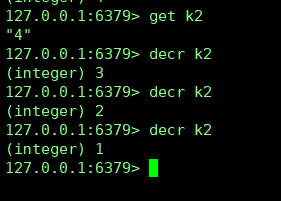 127.0.0.1:6379> get k2
"4"
127.0.0.1:6379> decr k2
(integer) 3
127.0.0.1:6379> decr k2
(integer) 2
127.0.0.1:6379> decr k2
(integer) 1
127.0.0.1:6379>